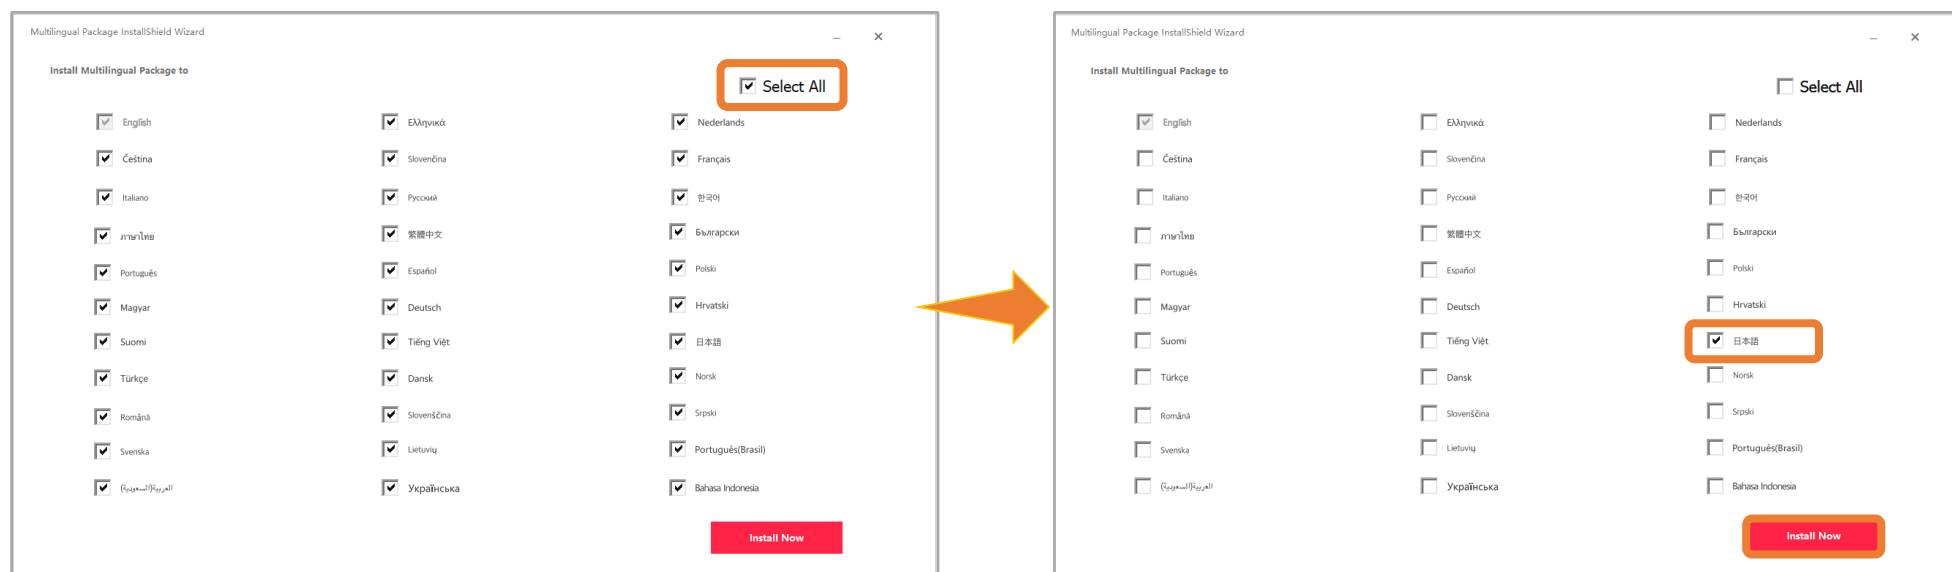 Multilingual Package InstallShield Wizard
Install Multilingual Package to
Select All
English
Ελληνικά
Nederlands
Čeština
Slovenčina
Français
Italiano
Русский
한국어
ภาษาไทย
繁體中文
Български
Português
Español
Polski
Magyar
Deutsch
Hrvatski
Suomi
Tiếng Việt
日本語
Türkçe
Dansk
Norsk
Română
Slovenščina
Srpski
Svenska
Lietuvių
Português(Brasil)
العربية(السعودية)
Українська
Bahasa Indonesia
Install Now
Multilingual Package InstallShield Wizard
Install Multilingual Package to
Select All
English
Ελληνικά
Nederlands
Čeština
Slovenčina
Français
Italiano
Русский
한국어
ภาษาไทย
繁體中文
Български
Português
Español
Polski
Magyar
Deutsch
Hrvatski
Suomi
Tiếng Việt
日本語
Türkçe
Dansk
Norsk
Română
Slovenščina
Srpski
Svenska
Lietuvių
Português(Brasil)
العربية(السعودية)
Українська
Bahasa Indonesia
Install Now